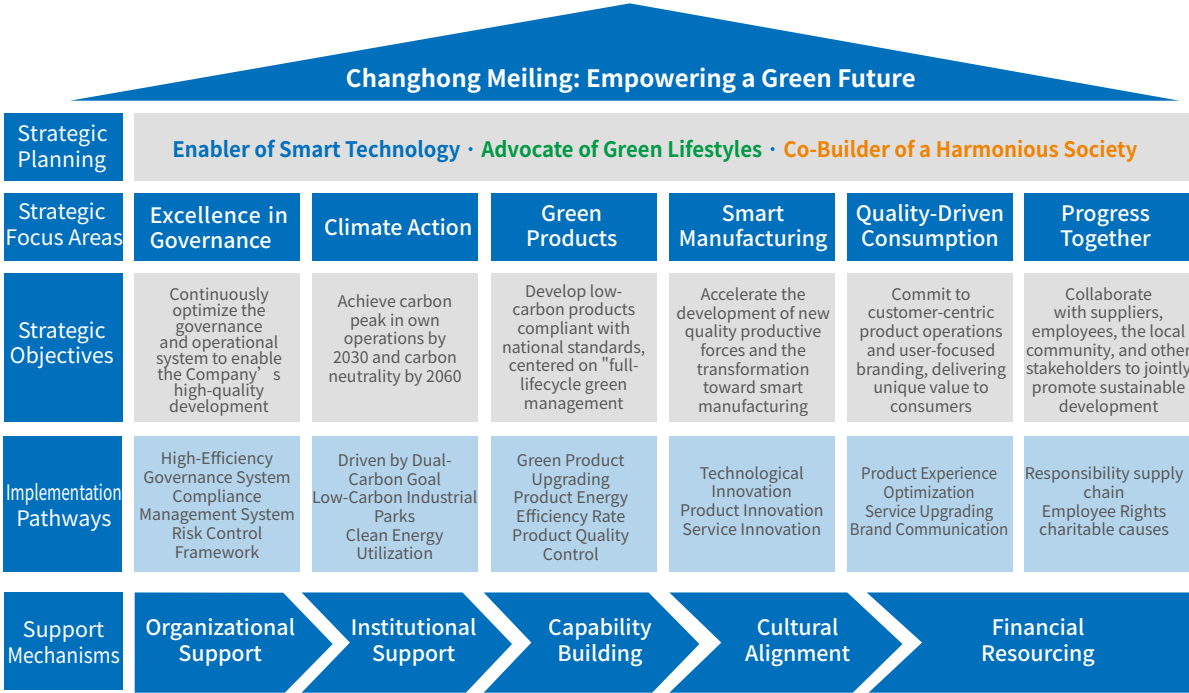 Changhong Meiling: Empowering a Green Future
Strategic
Planning
Enabler of Smart Technology · Advocate of Green Lifestyles · Co-Builder of a Harmonious Society
Strategic
Focus Areas
Excellence in
Governance
Climate Action
Green
Products
Smart
Manufacturing
Quality-Driven
Consumption
Progress
Together
Strategic
Objectives
Continuously
optimize the
governance
and operational
system to enable
the Company's
high-quality
development
Achieve carbon
peak in own
operations by
2030 and carbon
neutrality by 2060
Develop low-
carbon products
compliant with
national standards,
centered on "full-
lifecycle green
management
Accelerate the
development of new
quality productive
forces and the
transformation
toward smart
manufacturing
Commit to
customer-centric
product operations
and user-focused
branding, delivering
unique value to
consumers
Collaborate
with suppliers,
employees, the local
community, and other
stakeholders to jointly
promote sustainable
development
Implementation
Pathways
High-Efficiency
Governance System
Compliance
Management System
Risk Control
Framework
Driven by Dual-
Carbon Goal
Low-Carbon Industrial
Parks
Clean Energy
Utilization
Green Product
Upgrading
Product Energy
Efficiency Rate
Product Quality
Control
Technological
Innovation
Product Innovation
Service Innovation
Product Experience
Optimization
Service Upgrading
Brand Communication
Responsibility supply
chain
Employee Rights
charitable causes
Support
Mechanisms
Organizational
Support
Institutional
Support
Capability
Building
Cultural
Alignment
Financial
Resourcing